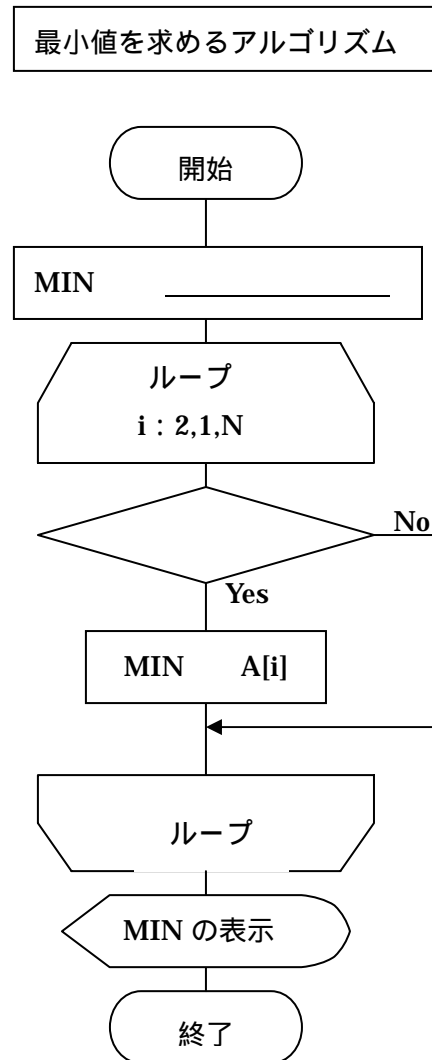 最小値を求めるアルゴリズム
開始
MIN
ループ
i : 2,1,N
No
Yes
MIN A[i]
ループ
MIN の表示
終了